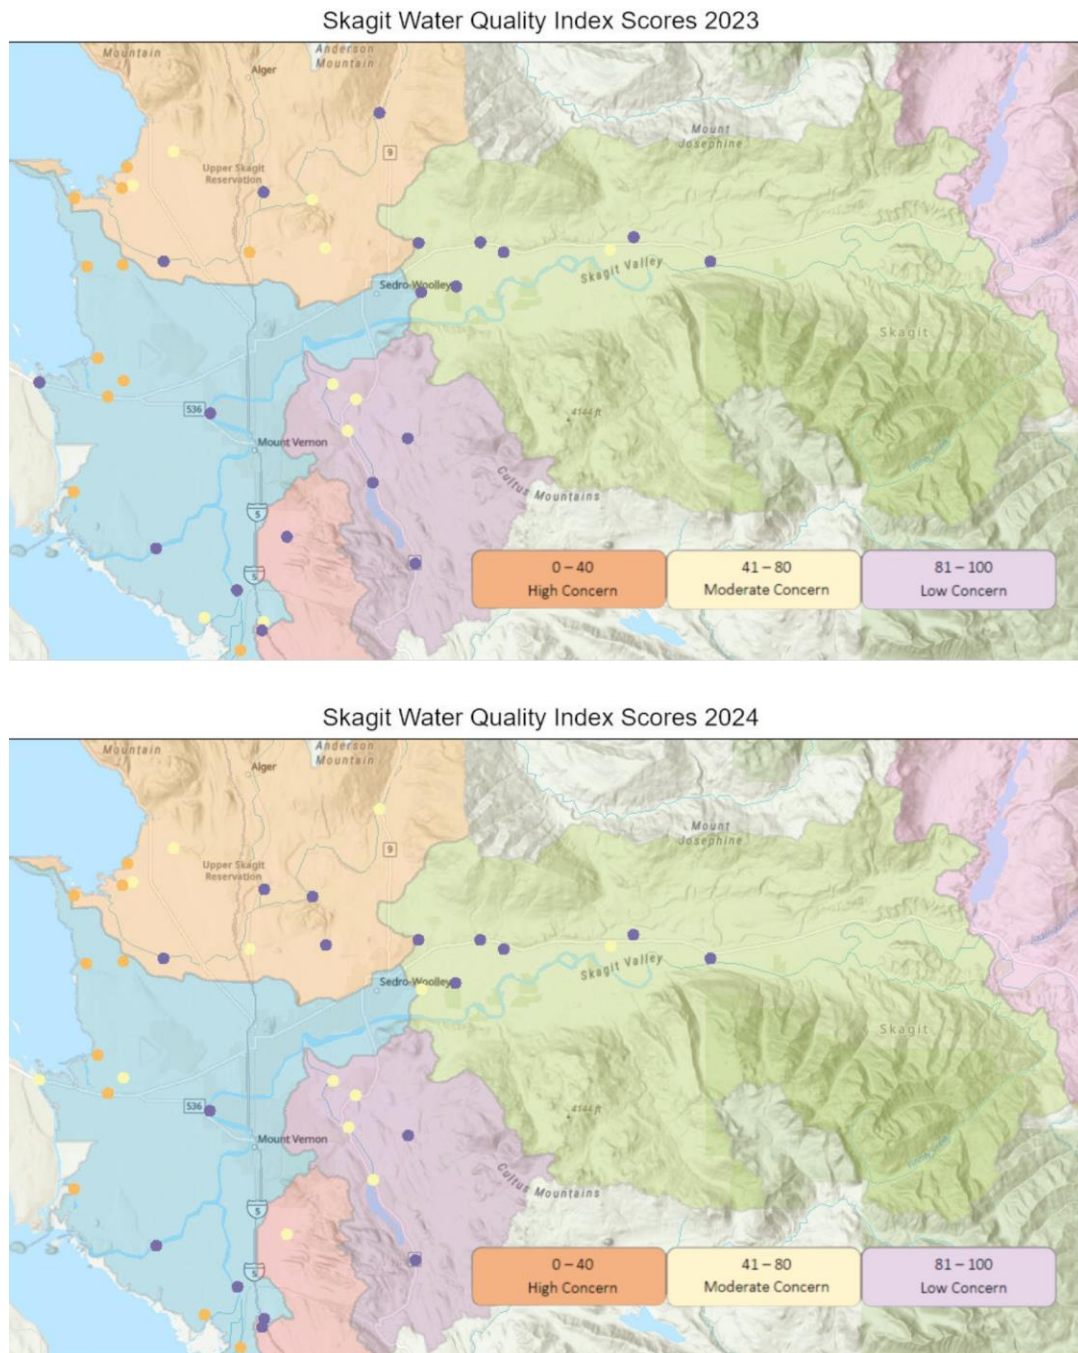 Skagit Water Quality Index Scores 2023
Mountain
Anderson
Mountain
Alger
9
Mount
Josephine
Upper Skagit
Reservation
Sedro-Woolley
Skagit Valley
Skagit
536
4144 ft
Mount Vernon
Cultus Mountains
5
5
0 – 40
High Concern
41 – 80
Moderate Concern
81 – 100
Low Concern
Skagit Water Quality Index Scores 2024
Mountain
Anderson
Mountain
Alger
9
Mount
Josephine
Upper Skagit
Reservation
Sedro-Woolley
Skagit Valley
Skagit
536
4144 ft
Mount Vernon
Cultus Mountains
5
5
0 – 40
High Concern
41 – 80
Moderate Concern
81 – 100
Low Concern